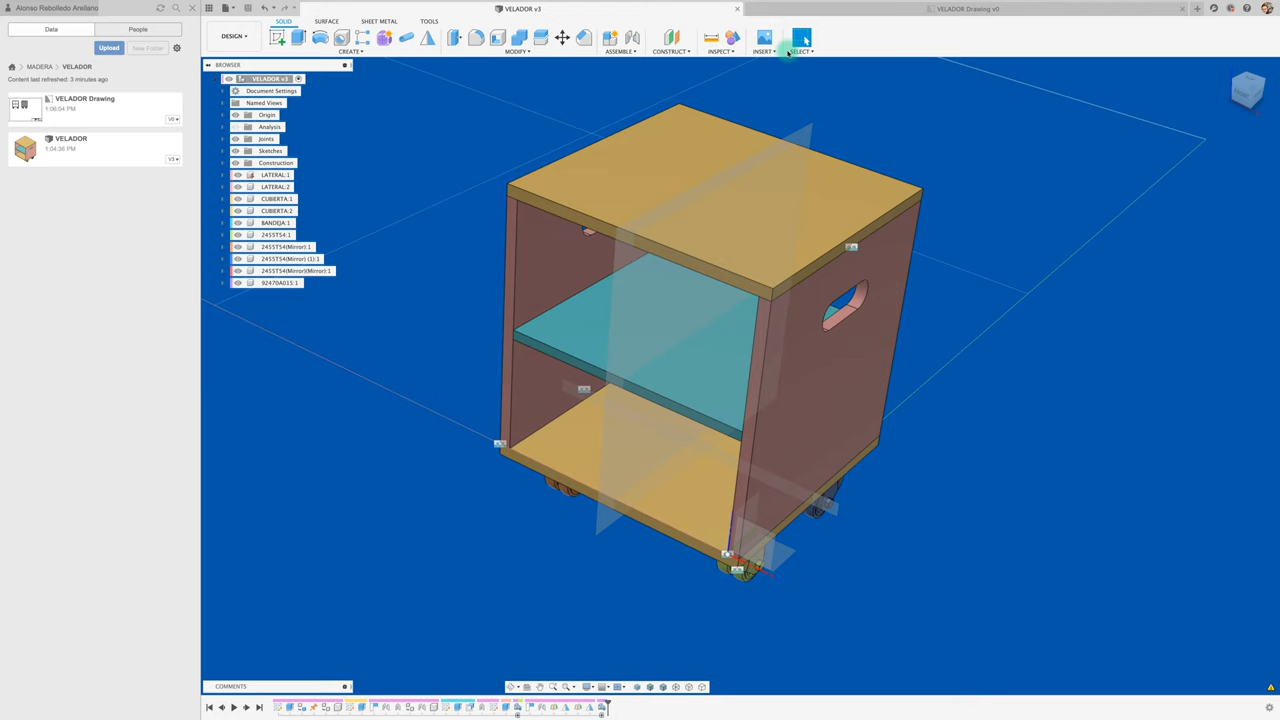 Alonso Rebolledo Arellano
VELADOR v3
VELADOR Drawing v0
Data
People
Upload
New Folder
MADERA
VELADOR
Content last refreshed: 3 minutes ago
VELADOR Drawing
1:06:04 PM
V0
VELADOR
1:04:36 PM
V3
DESIGN
SOLID
SURFACE
SHEET METAL
TOOLS
CREATE
MODIFY
ASSEMBLE
CONSTRUCT
INSPECT
INSERT
SELECT
BROWSER
VELADOR v3
Document Settings
Named Views
Origin
Analysis
Joints
Sketches
Construction
LATERAL:1
LATERAL:2
CUBIERTA:1
CUBIERTA:2
BANDEJA:1
2455T54:1
2455T54(Mirror):1
2455T54(Mirror) (1):1
2455T54(Mirror)(Mirror):1
92470A015:1
COMMENTS